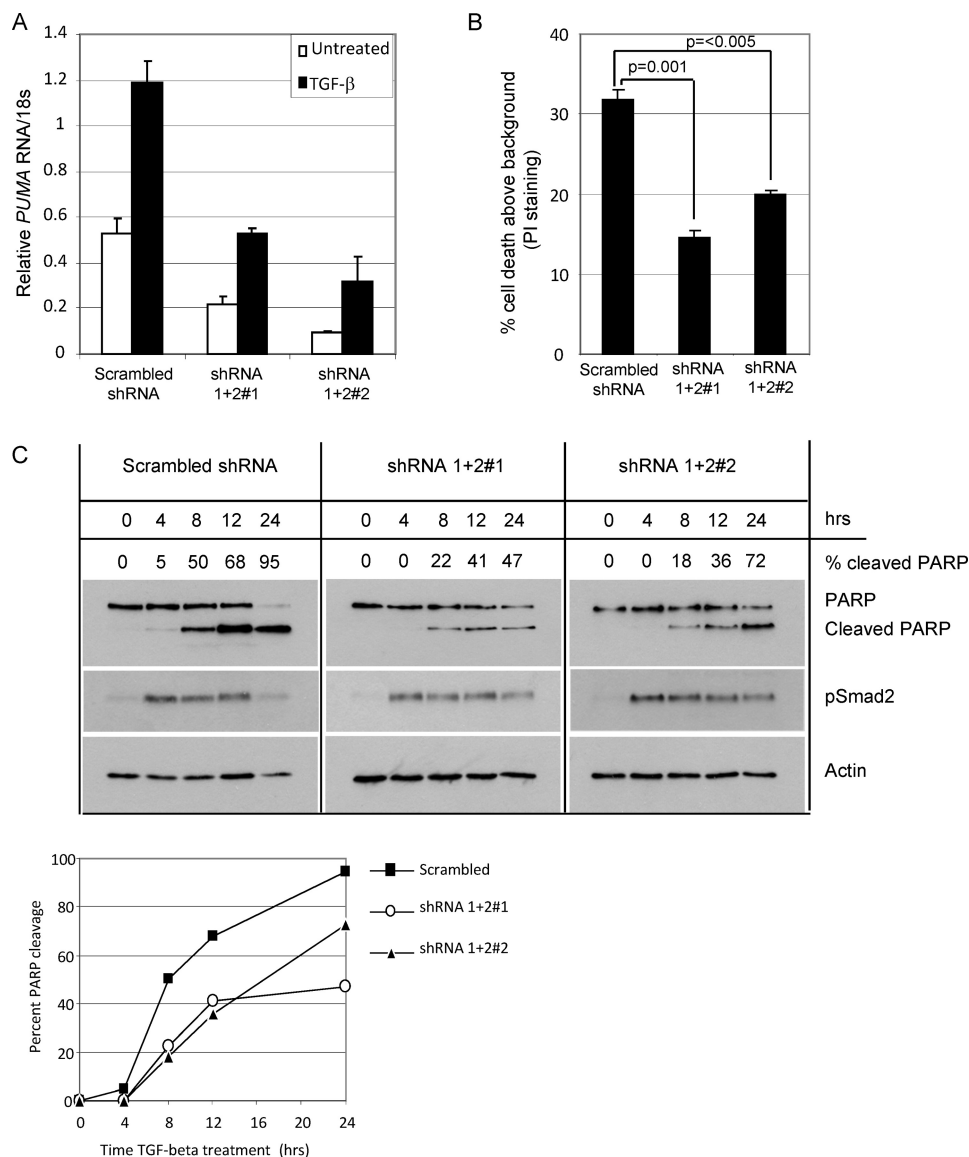 A
1.4
1.2
1
0.8
0.6
0.4
0.2
0
Relative PUMA RNA/18s
Untreated
TGF-β
Scrambled
shRNA
shRNA
1+2#1
shRNA
1+2#2
B
40
30
20
10
0
% cell death above background
(PI staining)
p=<0.005
p=0.001
Scrambled
shRNA
shRNA
1+2#1
shRNA
1+2#2
C
Scrambled shRNA shRNA 1+2#1 shRNA 1+2#2
0 4 8 12 24 0 4 8 12 24 0 4 8 12 24 hrs
0 5 50 68 95 0 0 22 41 47 0 0 18 36 72 % cleaved PARP
PARP
Cleaved PARP
pSmad2
Actin
100
80
60
40
20
0
Percent PARP cleavage
0 4 8 12 16 20 24
Time TGF-beta treatment (hrs)
Scrambled
shRNA 1+2#1
shRNA 1+2#2